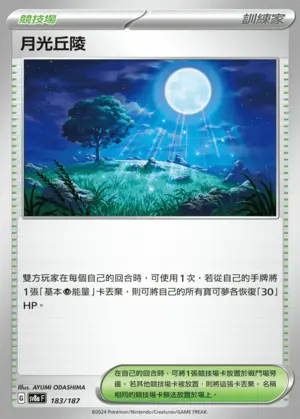 競技場 訓練家
月光丘陵
雙方玩家在每個自己的回合時，可使用1次，若從自己的手牌將
1張「基本超能量」卡丟棄，則可將自己的所有寶可夢各恢復「30」
HP。
Illus. AYUMI ODASHIMA
G SV8a F 183/187
在自己的回合時，可將1張競技場卡放置於戰鬥場旁
邊。若其他競技場卡被放置，則將這張卡丟棄。名稱
相同的競技場卡無法放置於場上。
©2024 Pokémon/Nintendo/Creatures/GAME FREAK.